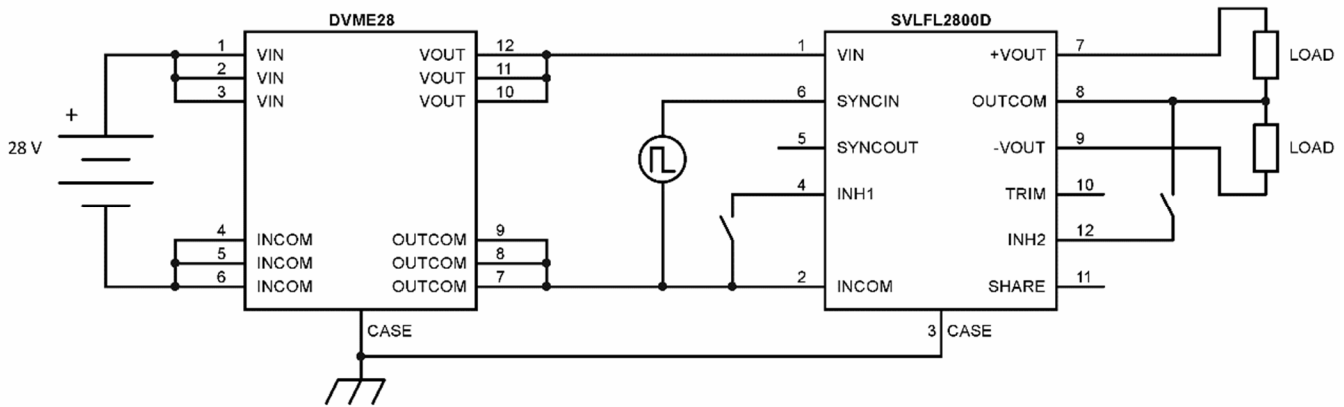 DVME28
SVLFL2800D
1 VIN VOUT 12
2 VIN VOUT 11
3 VIN VOUT 10
+
28 V
4 INCOM OUTCOM 9
5 INCOM OUTCOM 8
6 INCOM OUTCOM 7
CASE
1 VIN +VOUT 7
LOAD
6 SYNCIN OUTCOM 8
5 SYNCOUT -VOUT 9
LOAD
4 INH1 TRIM 10
INH2 12
2 INCOM SHARE 11
3 CASE